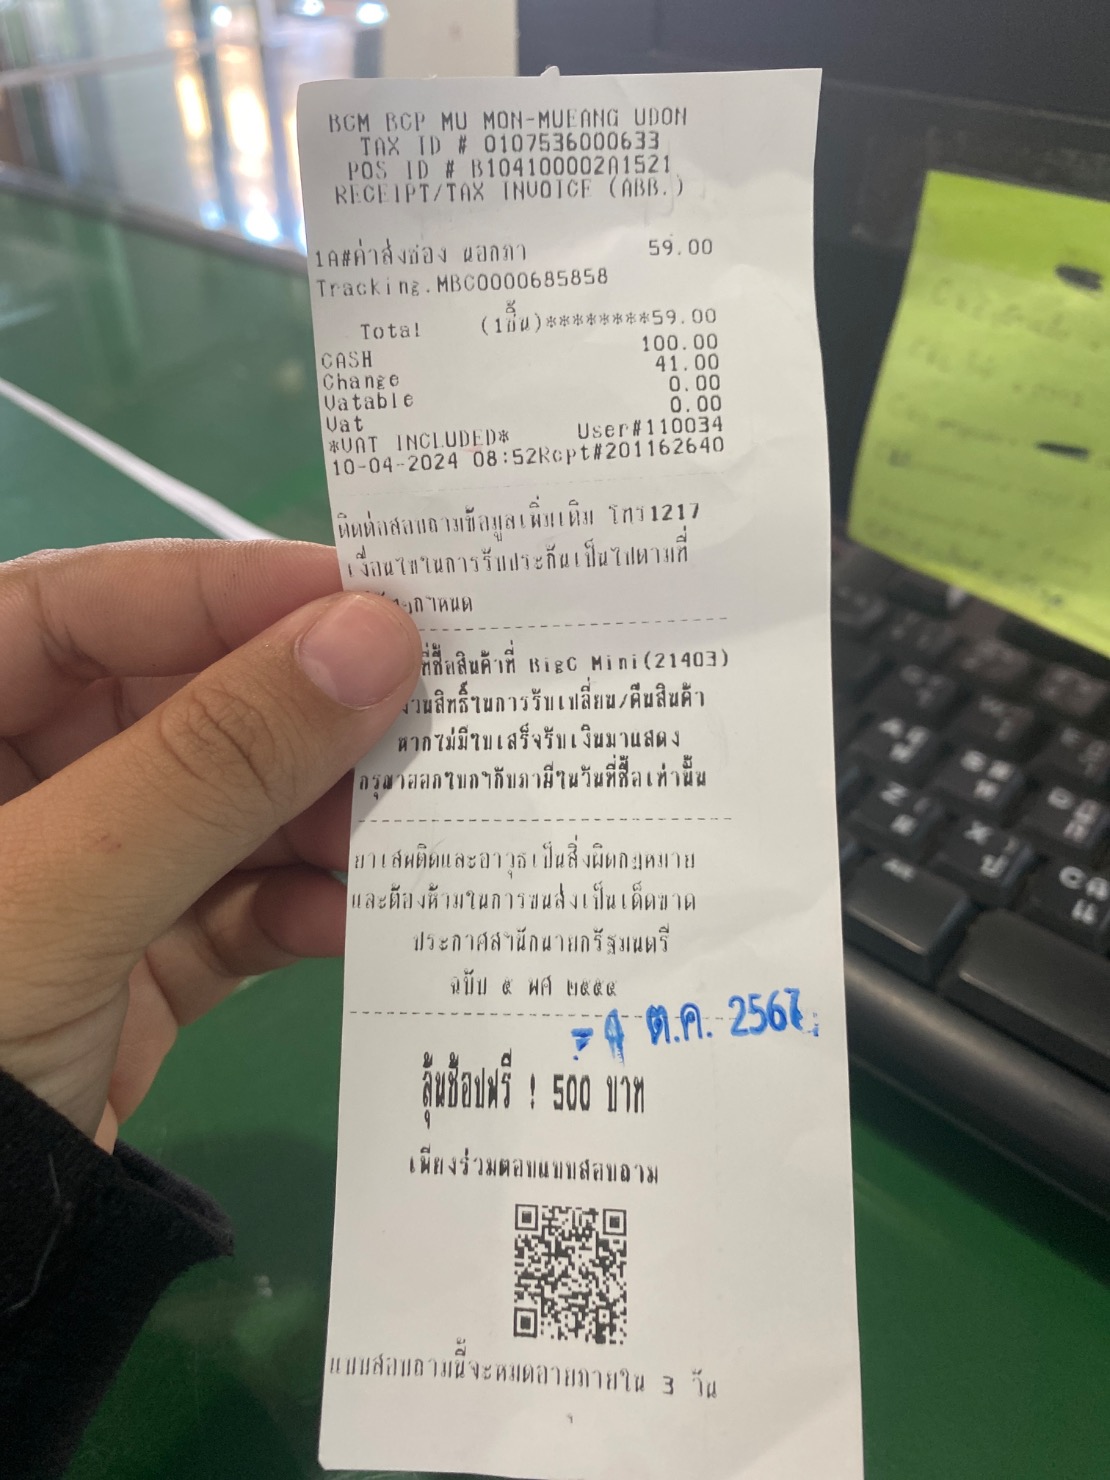 BGM BCP MU MON-MUEANG UDON
TAX ID # 0107536000633
POS ID # B104100002A1521
RECEIPT/TAX INVOICE (ABB.)
1A#ค่าส่งของ นอกภา 59.00
Tracking.MBC0000685858
Total (1ชิ้น)********59.00
CASH 100.00
Change 41.00
Vatable 0.00
Vat 0.00
*VAT INCLUDED* User#110034
10-04-2024 08:52Rcpt#201162640
ติดต่อสอบถามข้อมูลเพิ่มเติม โทร1217
เงื่อนไขในการรับประกันเป็นไปตามที่
กำหนด
ที่ซื้อสินค้าที่ BigC Mini(21403)
วนสิทธิ์ในการรับเปลี่ยน/คืนสินค้า
หากไม่มีใบเสร็จรับเงินมาแสดง
กรุณาออกใบกำกับภาษีในวันที่ซื้อเท่านั้น
ยาเสพติดและอาวุธเป็นสิ่งผิดกฎหมาย
และต้องห้ามในการขนส่งเป็นเด็ดขาด
ประกาศสำนักนายกรัฐมนตรี
ฉบับ ๕ พศ ๒๕๕๕
ต.ค. 2567
ลุ้นช้อปฟรี ! 500 บาท
เพียงร่วมตอบแบบสอบถาม
แบบสอบถามนี้จะหมดอายุภายใน 3 วัน